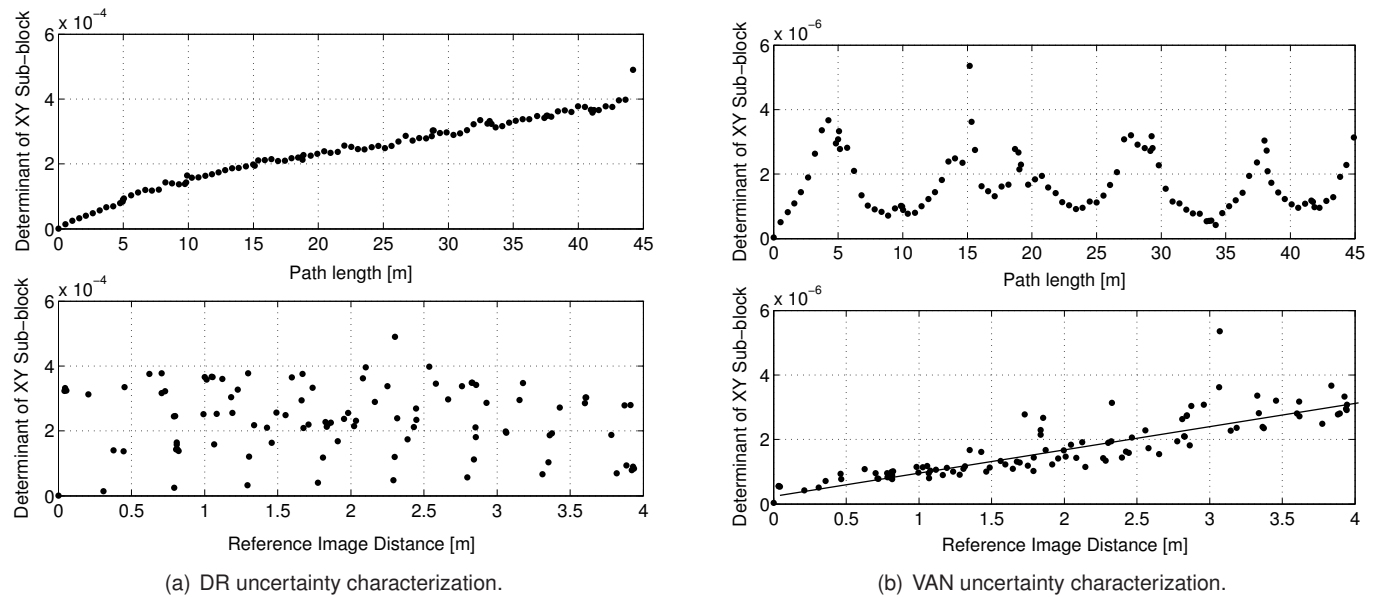 6 x 10⁻⁴
4
2
0
0 5 10 15 20 25 30 35 40 45
Determinant of XY Sub−block
Path length [m]
6 x 10⁻⁴
4
2
0
0 0.5 1 1.5 2 2.5 3 3.5 4
Determinant of XY Sub−block
Reference Image Distance [m]
(a) DR uncertainty characterization.
6 x 10⁻⁶
4
2
0
0 5 10 15 20 25 30 35 40 45
Determinant of XY Sub−block
Path length [m]
6 x 10⁻⁶
4
2
0
0 0.5 1 1.5 2 2.5 3 3.5 4
Determinant of XY Sub−block
Reference Image Distance [m]
(b) VAN uncertainty characterization.